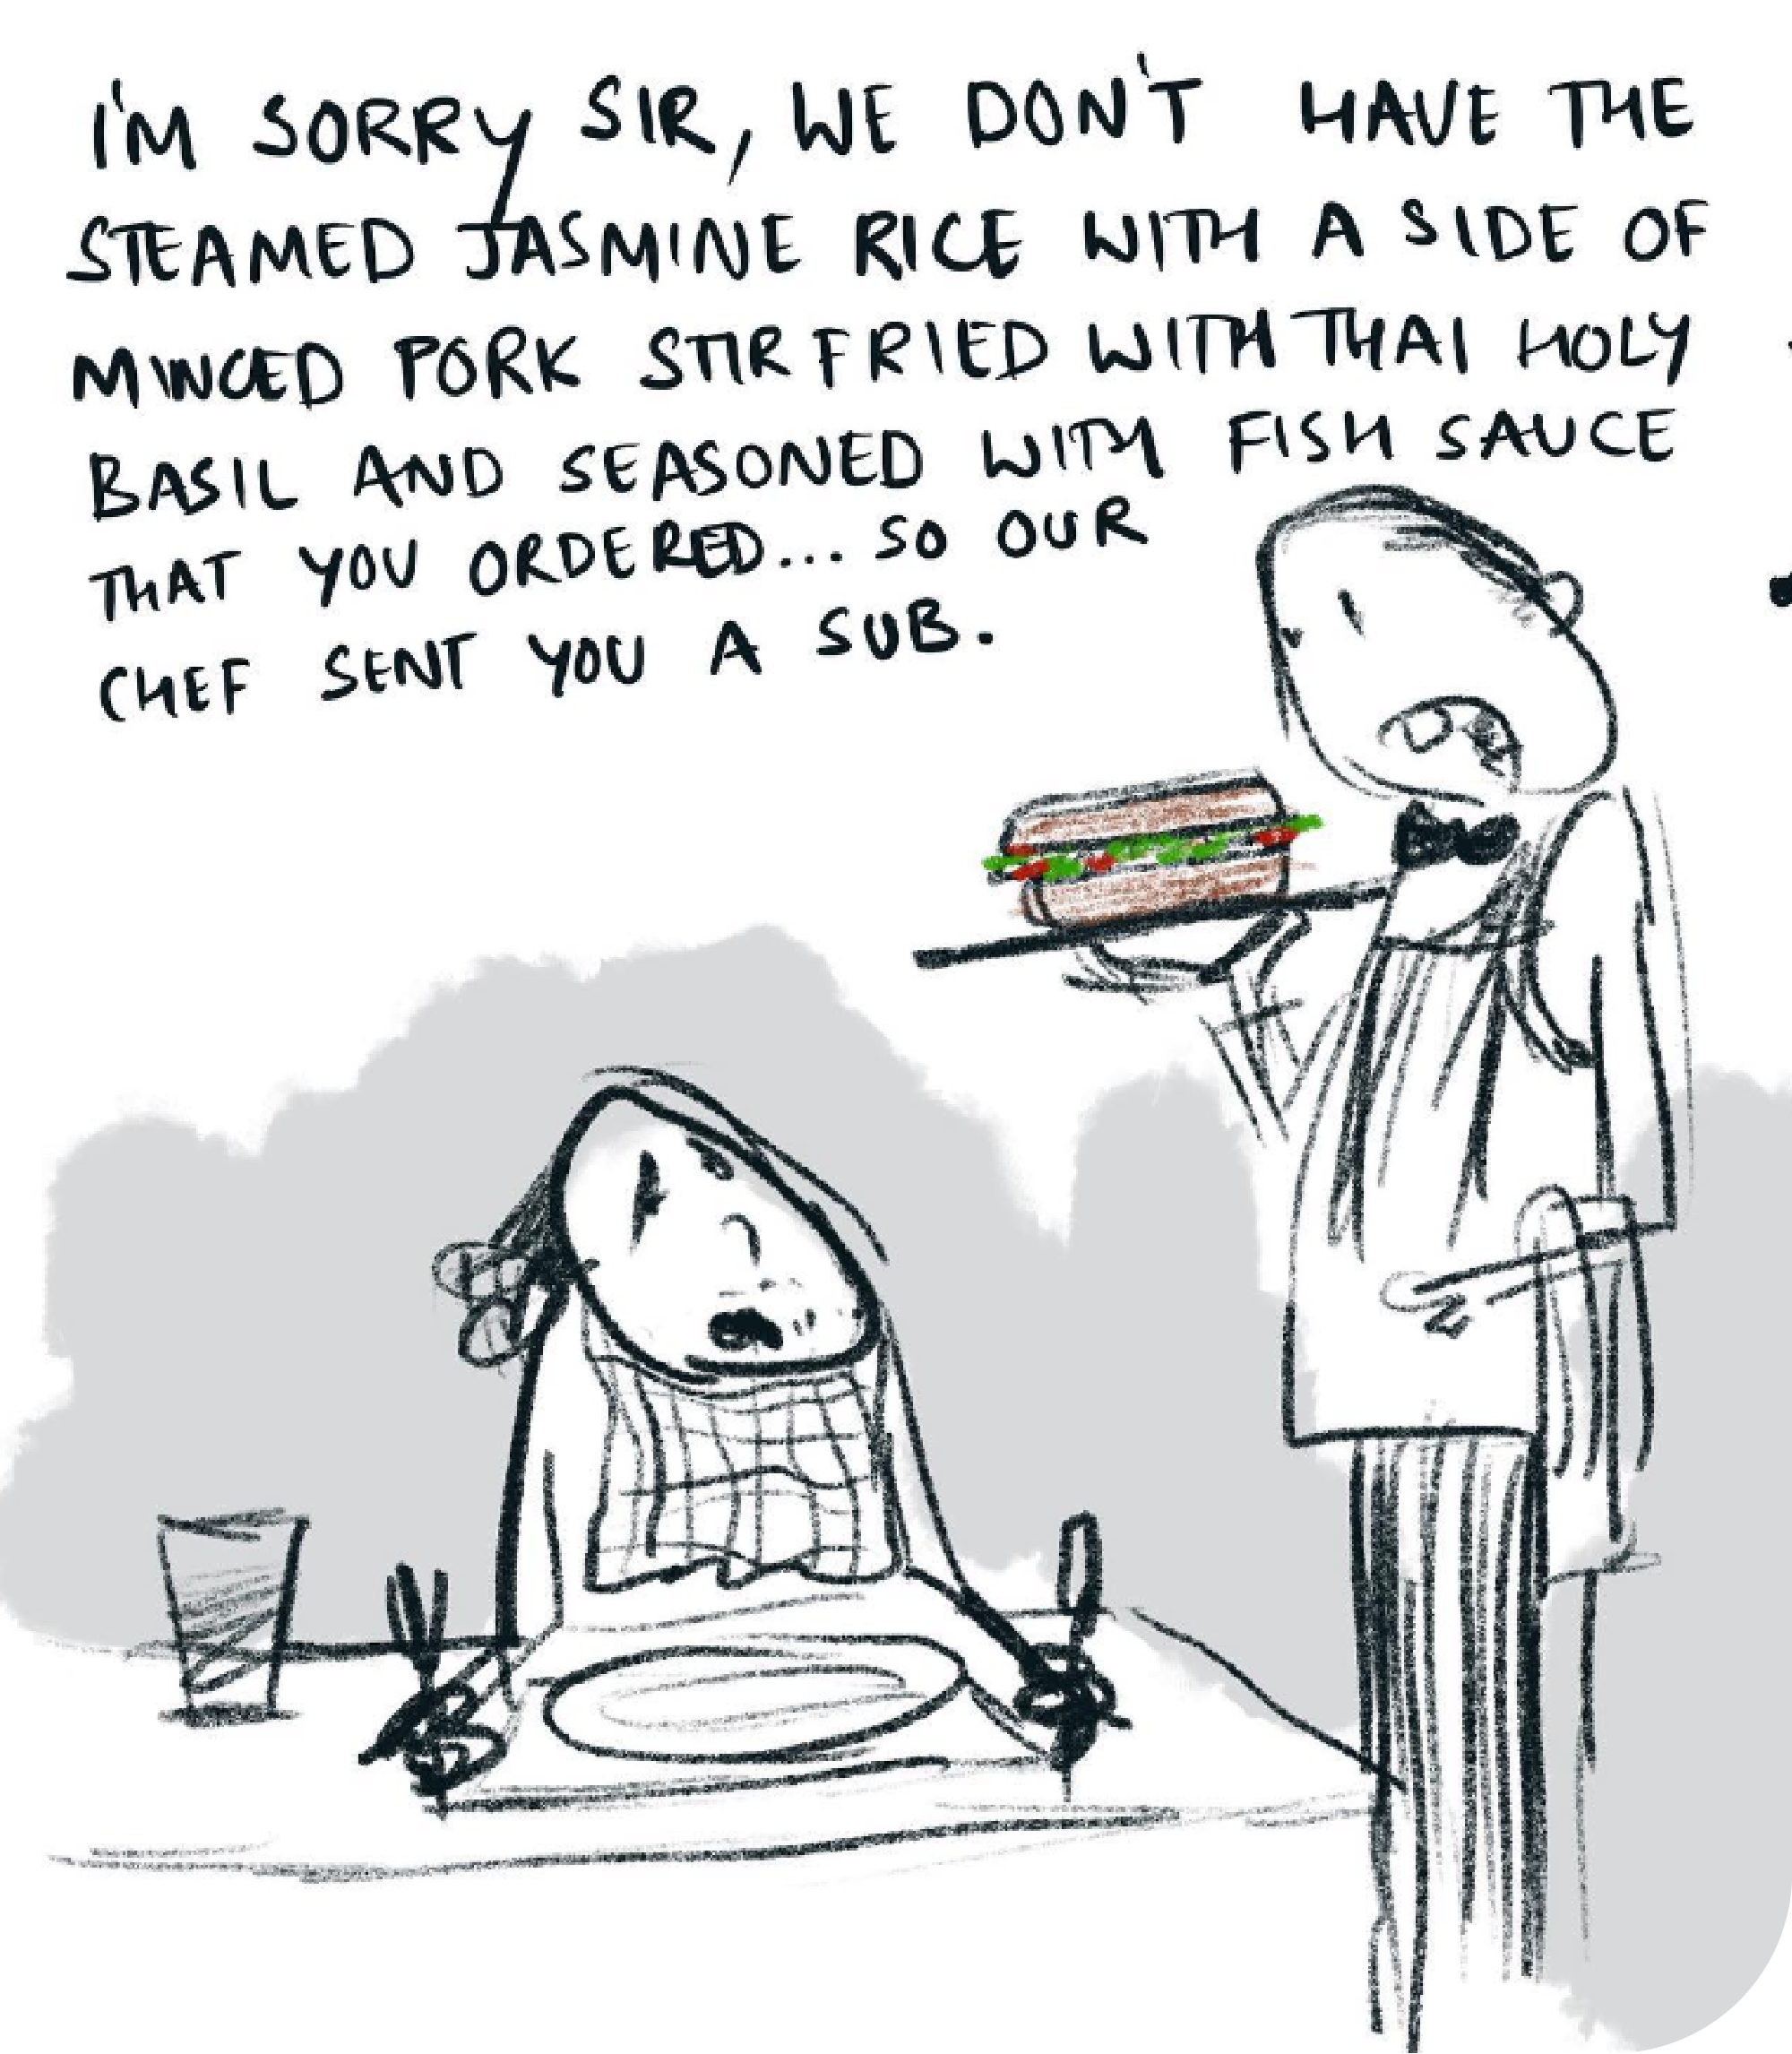 I'M SORRY SIR, WE DON'T HAVE THE
STEAMED JASMINE RICE WITH A SIDE OF
MINCED PORK STIR FRIED WITH THAI HOLY
BASIL AND SEASONED WITH FISH SAUCE
THAT YOU ORDERED... SO OUR
CHEF SENT YOU A SUB.